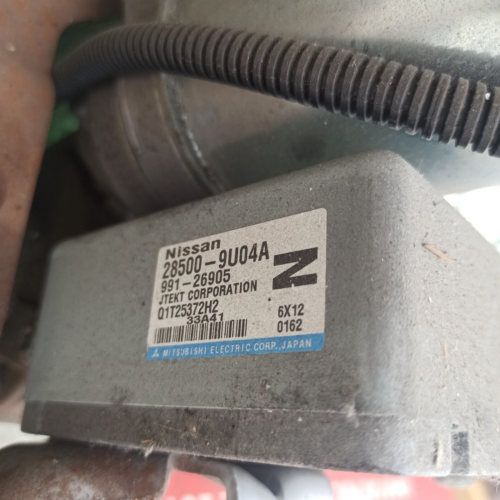 Nissan
28500-9U04A
991-26905
JTEKT CORPORATION
Q1T25372H2
33A41
N
6X12
0162
MITSUBISHI ELECTRIC CORP.,JAPAN